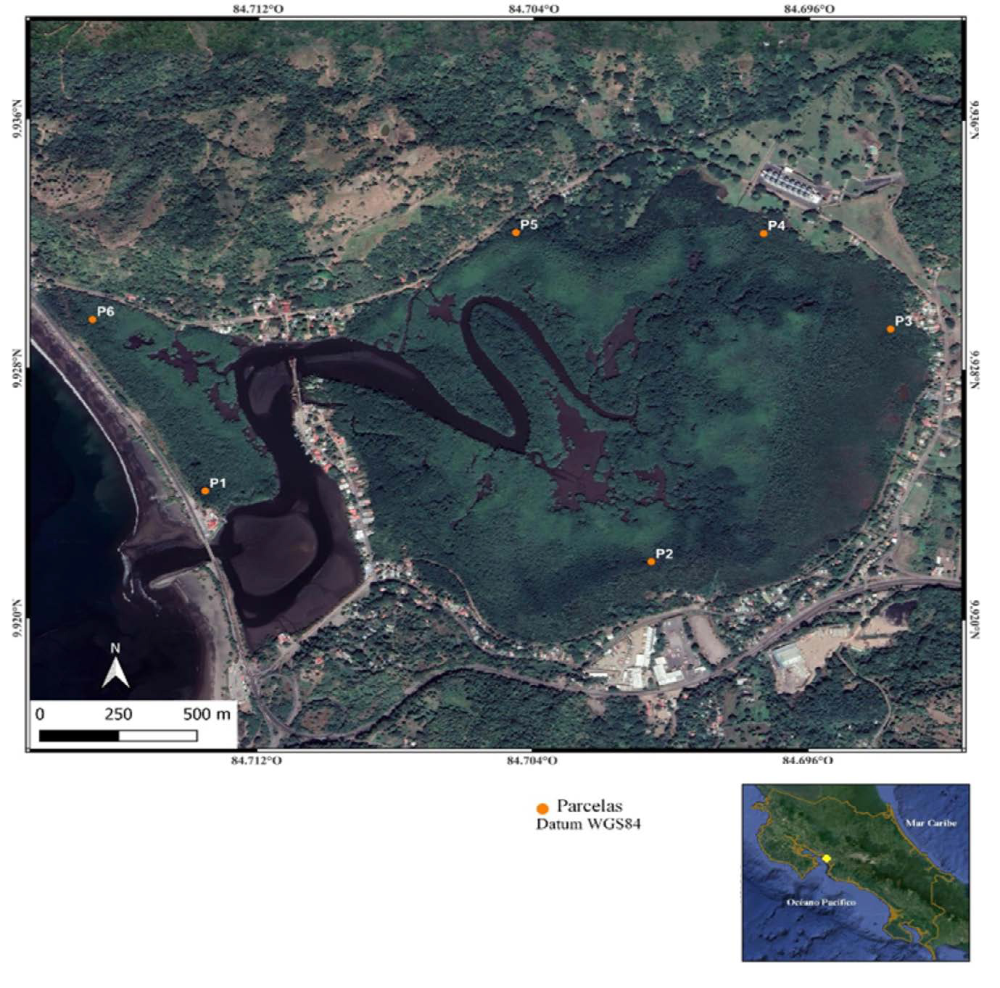 84.712°O 84.704°O 84.696°O
9.936°N 9.936°N
P5 P4
P6 P3
9.928°N 9.928°N
P1
P2
9.920°N 9.920°N
N
0 250 500 m
84.712°O 84.704°O 84.696°O
Parcelas
Datum WGS84
Mar Caribe
Océano Pacífico